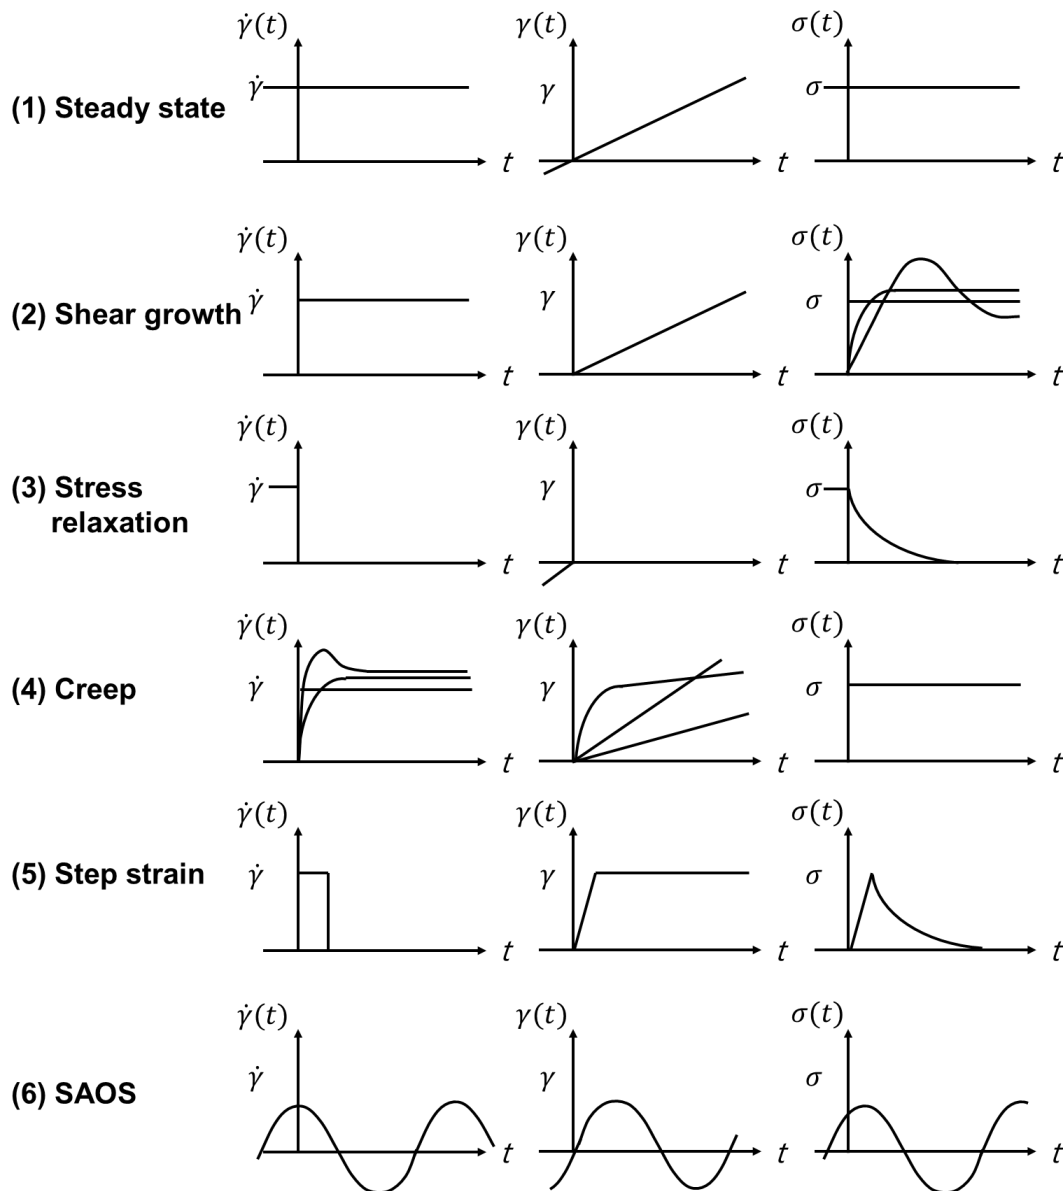 γ̇(t) γ(t) σ(t)
(1) Steady state γ̇ γ σ
t t t
γ̇(t) γ(t) σ(t)
(2) Shear growth γ̇ γ σ
t t t
γ̇(t) γ(t) σ(t)
(3) Stress γ̇ γ σ
relaxation
t t t
γ̇(t) γ(t) σ(t)
(4) Creep γ̇ γ σ
t t t
γ̇(t) γ(t) σ(t)
(5) Step strain γ̇ γ σ
t t t
γ̇(t) γ(t) σ(t)
(6) SAOS γ̇ γ σ
t t t